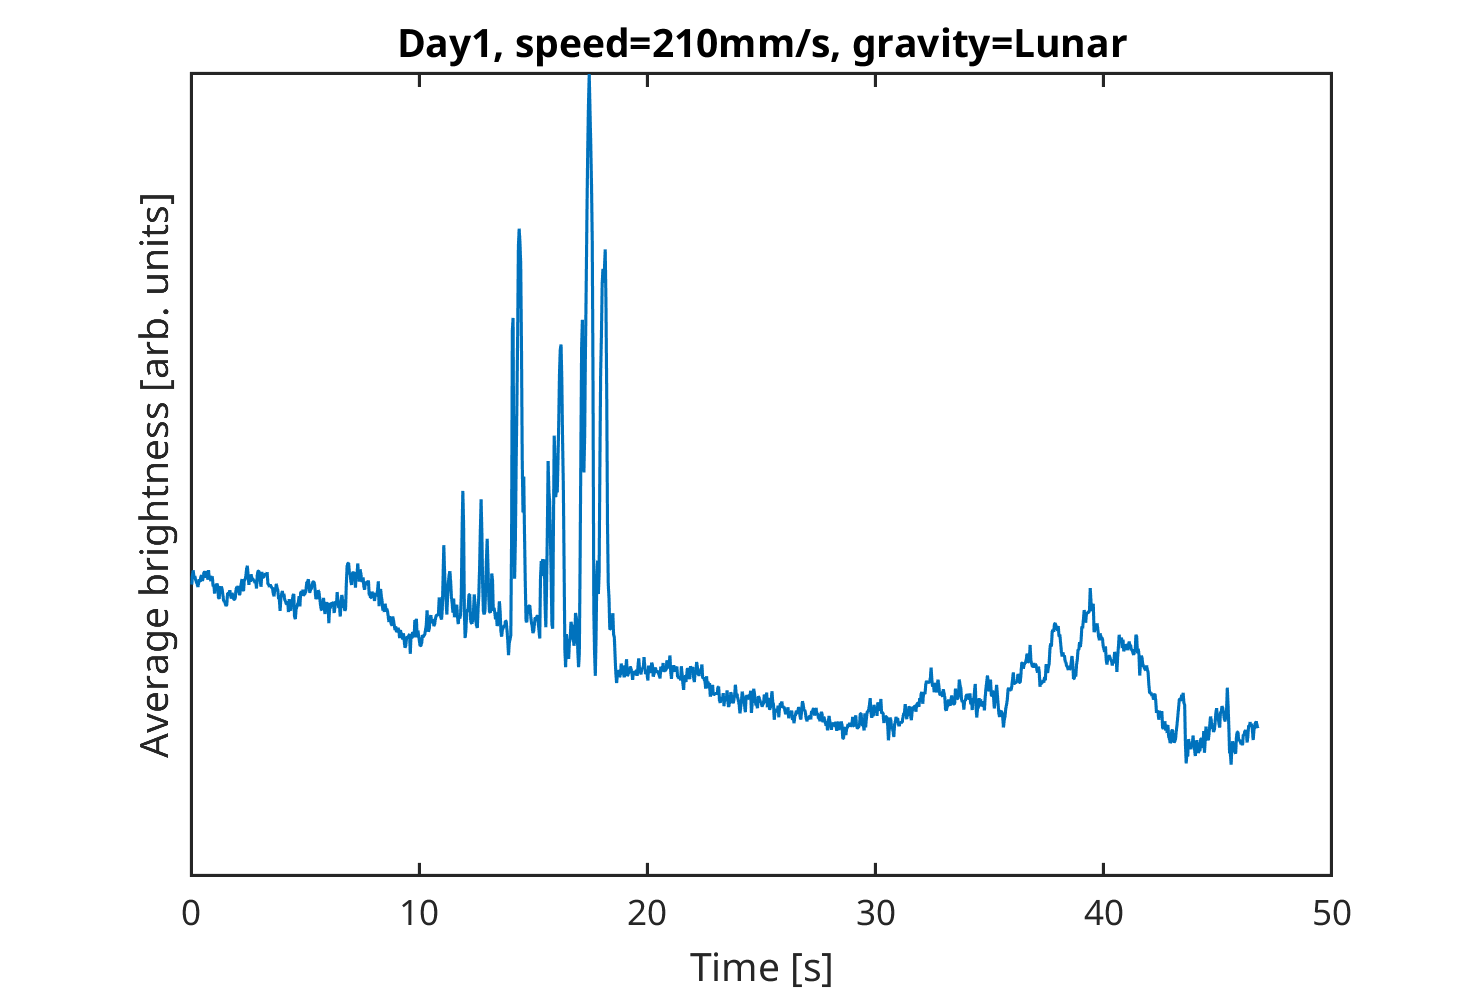 Day1, speed=210mm/s, gravity=Lunar
Average brightness [arb. units]
0 10 20 30 40 50
Time [s]